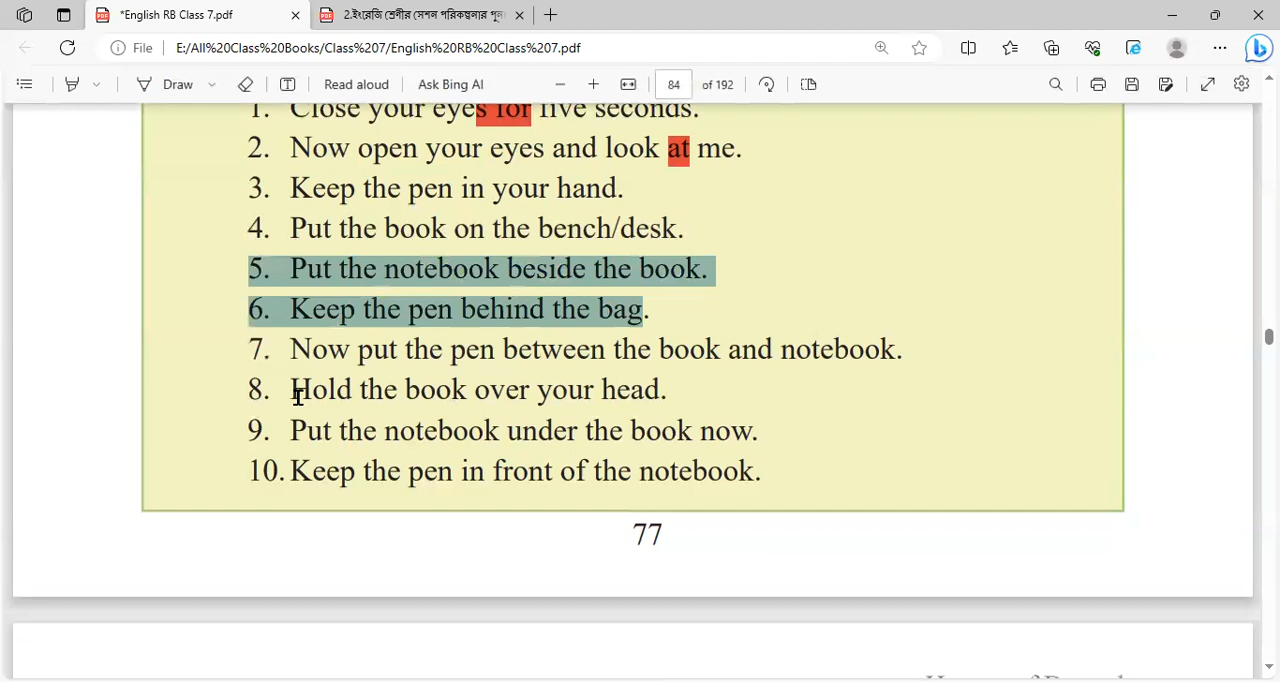 *English RB Class 7.pdf
2.ইংরেজি শ্রেণীর সেশন পরিকল্পনার পুন
File
E:/All%20Class%20Books/Class%207/English%20RB%20Class%207.pdf
Draw
Read aloud
Ask Bing AI
84 of 192
1. Close your eyes for five seconds.
2. Now open your eyes and look at me.
3. Keep the pen in your hand.
4. Put the book on the bench/desk.
5. Put the notebook beside the book.
6. Keep the pen behind the bag.
7. Now put the pen between the book and notebook.
8. Hold the book over your head.
9. Put the notebook under the book now.
10. Keep the pen in front of the notebook.
77